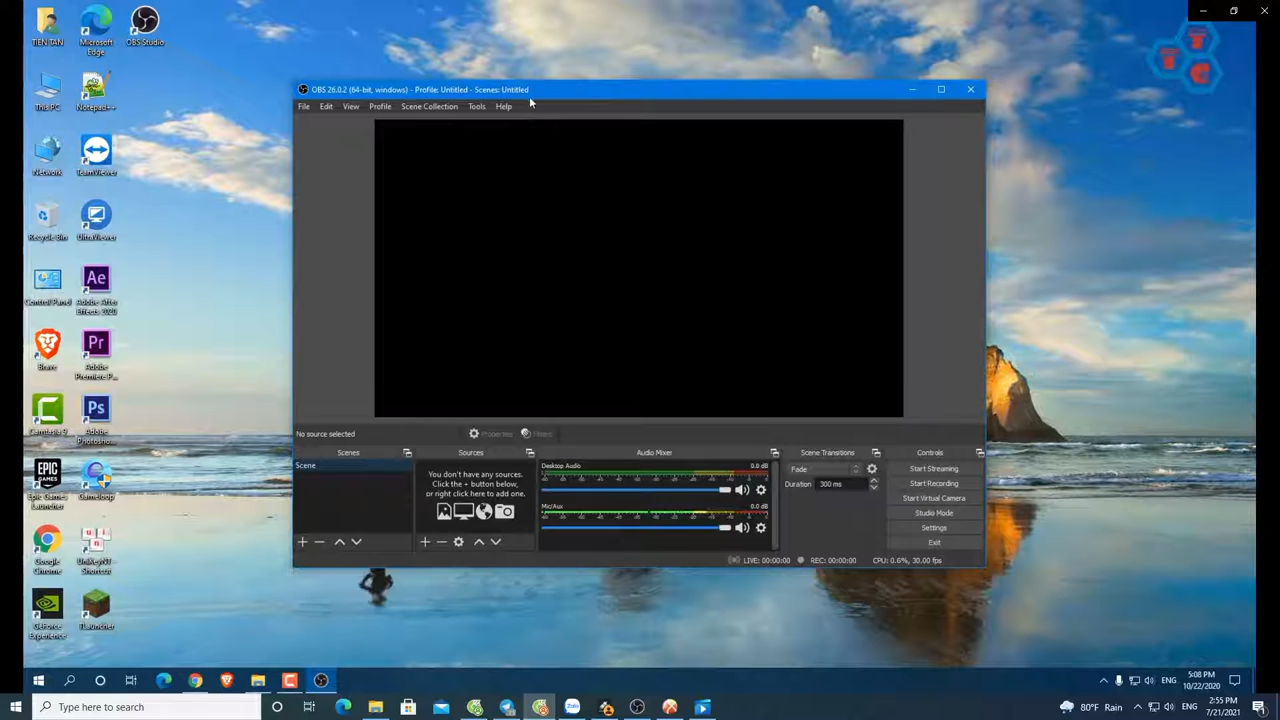 TIEN TAN
Microsoft Edge
OBS Studio
This PC
Notepad++
Network
TeamViewer
Recycle Bin
UltraViewer
Control Panel
Adobe After Effects 2020
Brave
Adobe Premiere P...
Camtasia 9
Adobe Photosho...
Epic Games Launcher
Gameloop
Google Chrome
UniKeyNT - Shortcut
GeForce Experience
TLauncher
OBS 26.0.2 (64-bit, windows) - Profile: Untitled - Scenes: Untitled
File Edit View Profile Scene Collection Tools Help
No source selected
Properties
Filters
Scenes
Sources
Audio Mixer
Scene Transitions
Controls
Scene
You don't have any sources.
Click the + button below,
or right click here to add one.
Desktop Audio
0.0 dB
Mic/Aux
0.0 dB
Fade
Duration 300 ms
Start Streaming
Start Recording
Start Virtual Camera
Studio Mode
Settings
Exit
LIVE: 00:00:00
REC: 00:00:00
CPU: 0.6%, 30.00 fps
ENG
5:08 PM
10/22/2020
Type here to search
Zalo
80°F Rain
ENG
2:55 PM
7/21/2021